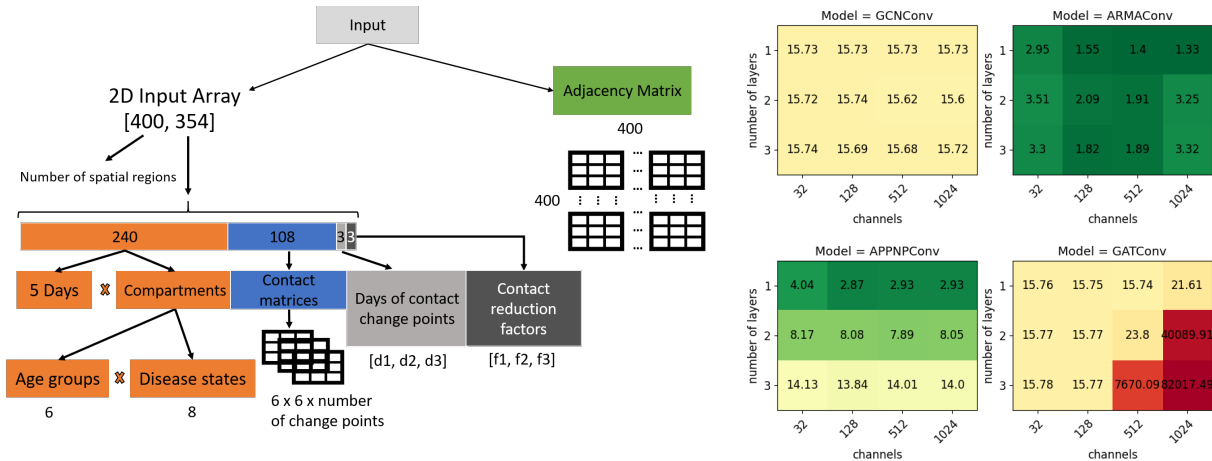 Input
2D Input Array
[400, 354]
Adjacency Matrix
400
Number of spatial regions
400
240 108 3 3
5 Days x Compartments
Contact
matrices
Days of contact
change points
Contact
reduction
factors
[d1, d2, d3]
[f1, f2, f3]
Age groups x Disease states
6 8
6 x 6 x number
of change points
Model = GCNConv
number of layers
1 15.73 15.73 15.73 15.73
2 15.72 15.74 15.62 15.6
3 15.74 15.69 15.68 15.72
32 128 512 1024
channels
Model = ARMAConv
number of layers
1 2.95 1.55 1.4 1.33
2 3.51 2.09 1.91 3.25
3 3.3 1.82 1.89 3.32
32 128 512 1024
channels
Model = APPNPConv
number of layers
1 4.04 2.87 2.93 2.93
2 8.17 8.08 7.89 8.05
3 14.13 13.84 14.01 14.0
32 128 512 1024
channels
Model = GATConv
number of layers
1 15.76 15.75 15.74 21.61
2 15.77 15.77 23.8 40089.91
3 15.78 15.77 7670.09 82017.49
32 128 512 1024
channels